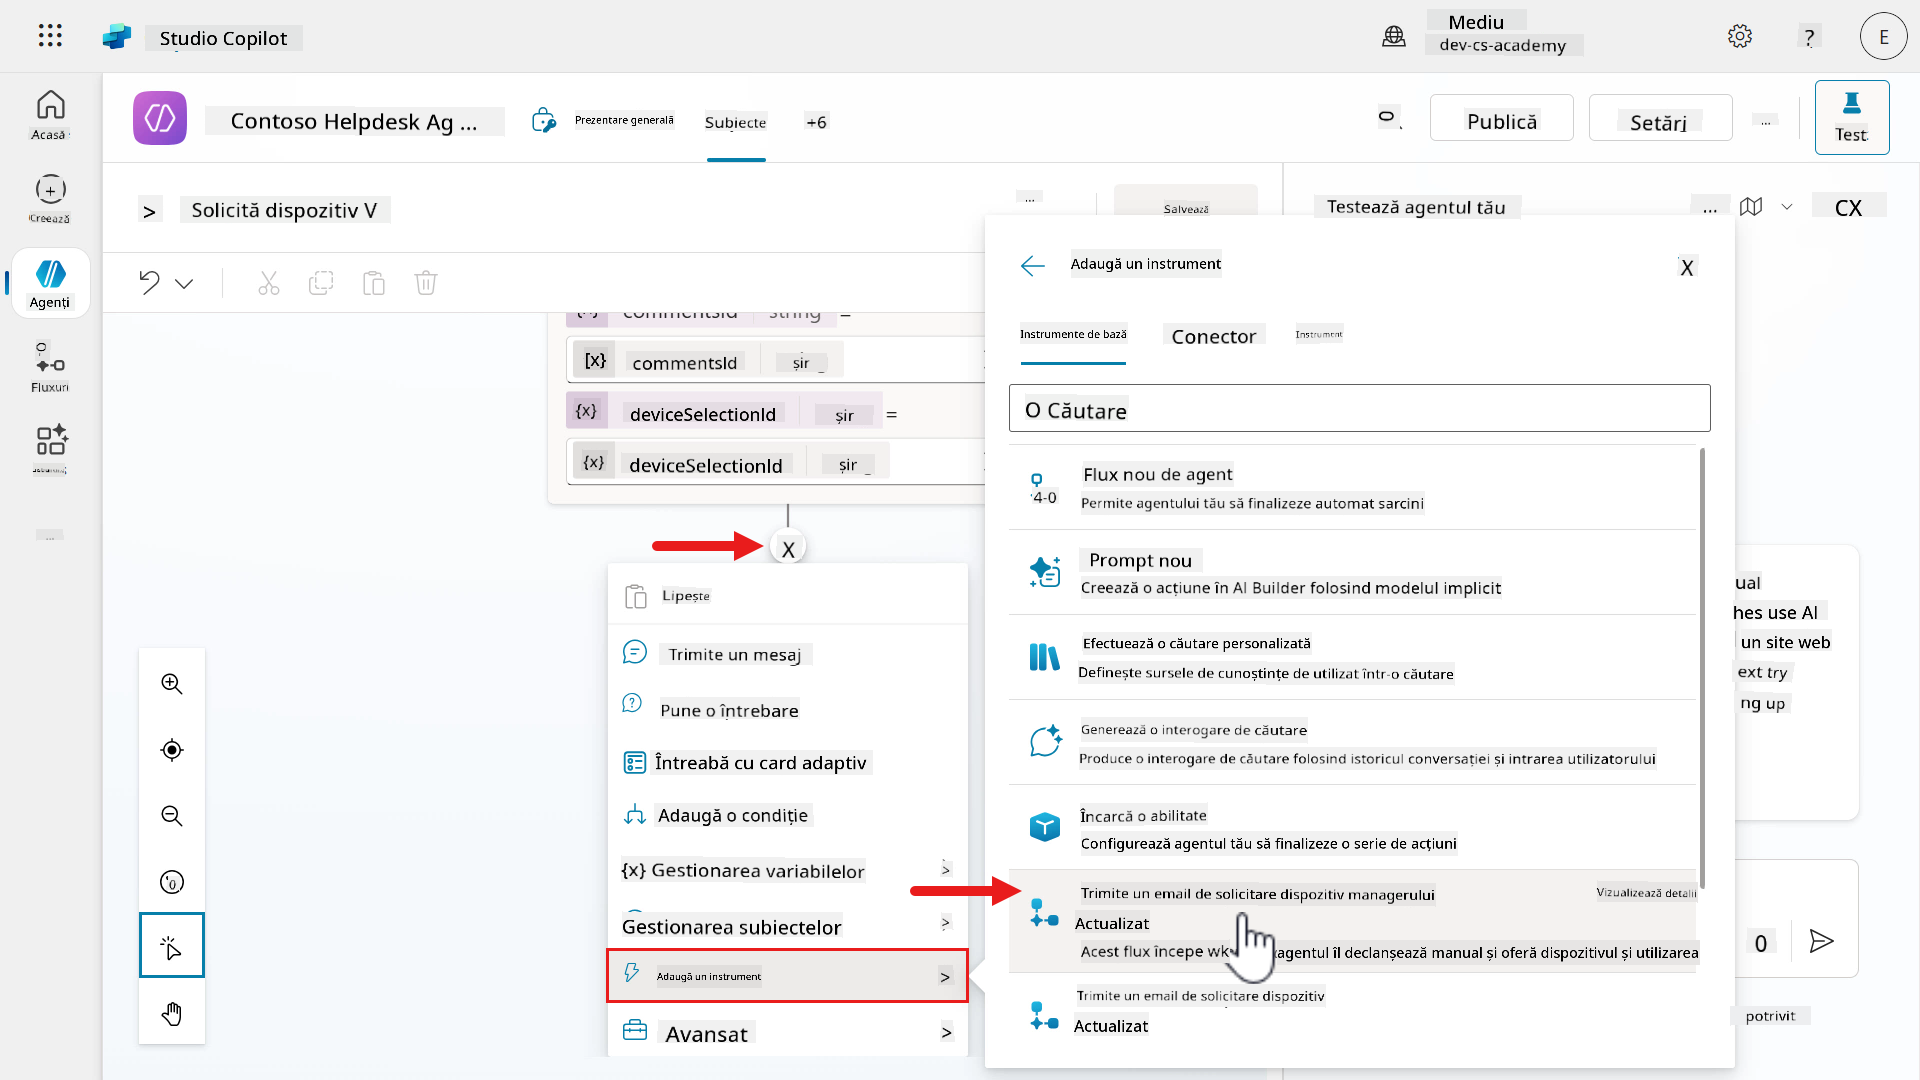 Studio Copilot
Mediu
dev-cs-academy
?
E
Acasă
Creează
Agenți
Fluxuri
...
Contoso Helpdesk Ag ...
Prezentare generală
Subiecte
+6
Publică
Setări
...
Test
> Solicită dispozitiv V
...
Salvează
Testează agentul tău
...
CX
commentsId string =
[x] commentsId șir
{x} deviceSelectionId șir =
{x} deviceSelectionId șir
X
Lipește
Trimite un mesaj
Pune o întrebare
Întreabă cu card adaptiv
Adaugă o condiție
{x} Gestionarea variabilelor >
Gestionarea subiectelor >
Adaugă un instrument >
Avansat >
Adaugă un instrument
X
Instrumente de bază
Conector
Instrument
O Căutare
Flux nou de agent
4-0
Permite agentului tău să finalizeze automat sarcini
Prompt nou
Creează o acțiune în AI Builder folosind modelul implicit
Efectuează o căutare personalizată
Definește sursele de cunoștințe de utilizat într-o căutare
Generează o interogare de căutare
Produce o interogare de căutare folosind istoricul conversației și intrarea utilizatorului
Încarcă o abilitate
Configurează agentul tău să finalizeze o serie de acțiuni
Trimite un email de solicitare dispozitiv managerului
Vizualizează detalii
Actualizat
Acest flux începe agentul îl declanșează manual și oferă dispozitivul și utilizarea
Trimite un email de solicitare dispozitiv
Actualizat
ual
hes use AI
un site web
ext try
ng up
0
potrivit